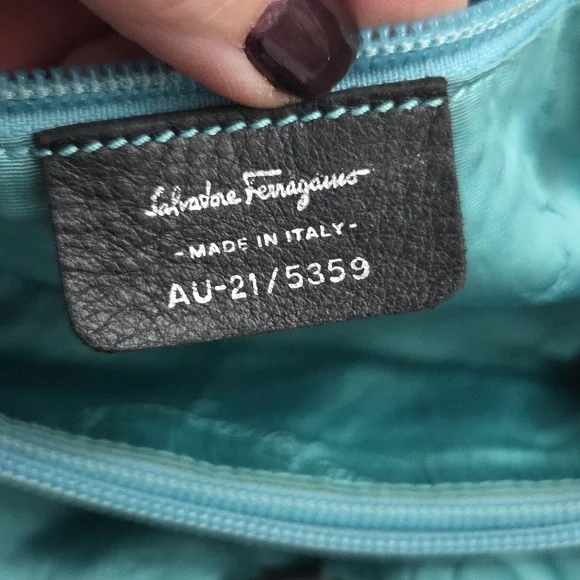 Salvatore Ferragamo
- MADE IN ITALY -
AU-21/5359